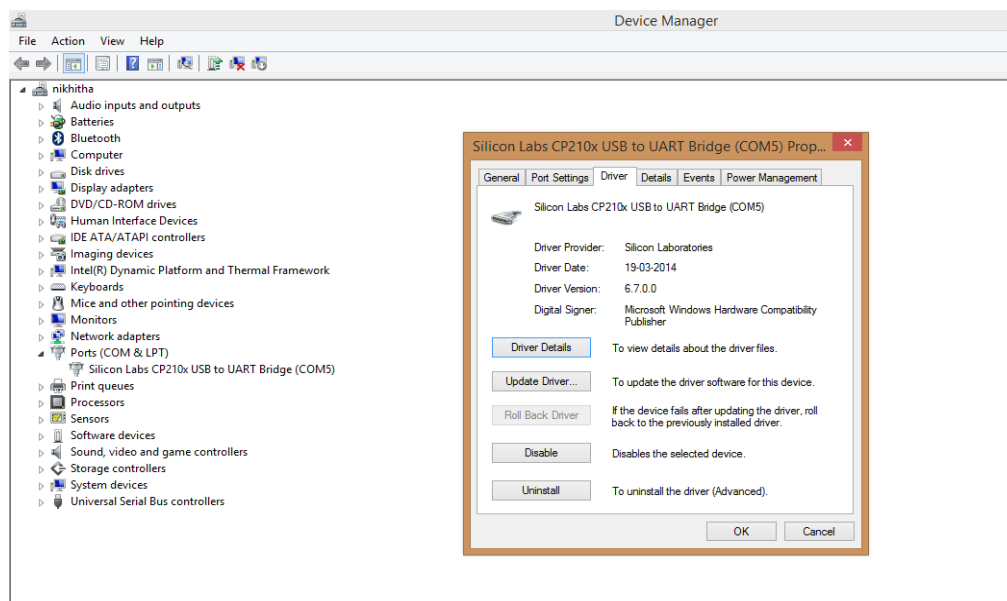 Device Manager
File Action View Help
nikhitha
Audio inputs and outputs
Batteries
Bluetooth
Computer
Disk drives
Display adapters
DVD/CD-ROM drives
Human Interface Devices
IDE ATA/ATAPI controllers
Imaging devices
Intel(R) Dynamic Platform and Thermal Framework
Keyboards
Mice and other pointing devices
Monitors
Network adapters
Ports (COM & LPT)
Silicon Labs CP210x USB to UART Bridge (COM5)
Print queues
Processors
Sensors
Software devices
Sound, video and game controllers
Storage controllers
System devices
Universal Serial Bus controllers
Silicon Labs CP210x USB to UART Bridge (COM5) Prop...
General Port Settings Driver Details Events Power Management
Silicon Labs CP210x USB to UART Bridge (COM5)
Driver Provider: Silicon Laboratories
Driver Date: 19-03-2014
Driver Version: 6.7.0.0
Digital Signer: Microsoft Windows Hardware Compatibility
Publisher
Driver Details To view details about the driver files.
Update Driver... To update the driver software for this device.
Roll Back Driver If the device fails after updating the driver, roll
back to the previously installed driver.
Disable Disables the selected device.
Uninstall To uninstall the driver (Advanced).
OK Cancel